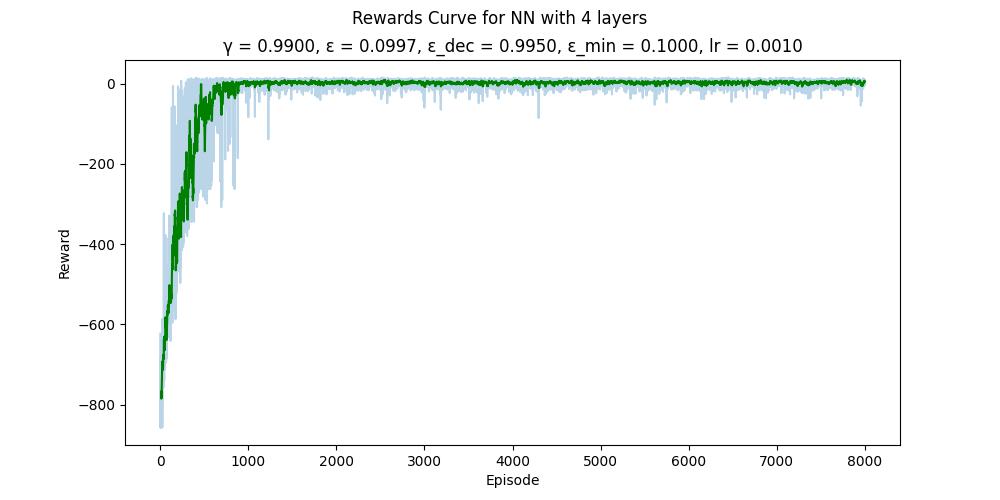 Rewards Curve for NN with 4 layers
γ = 0.9900, ε = 0.0997, ε_dec = 0.9950, ε_min = 0.1000, lr = 0.0010
0
−200
−400
−600
−800
Reward
0 1000 2000 3000 4000 5000 6000 7000 8000
Episode